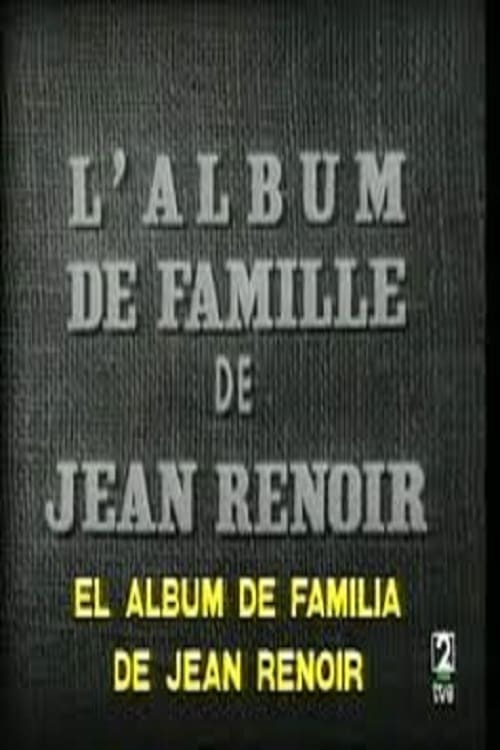 L'ALBUM
DE FAMILLE
DE
JEAN RENOIR
EL ALBUM DE FAMILIA
DE JEAN RENOIR
2
tve